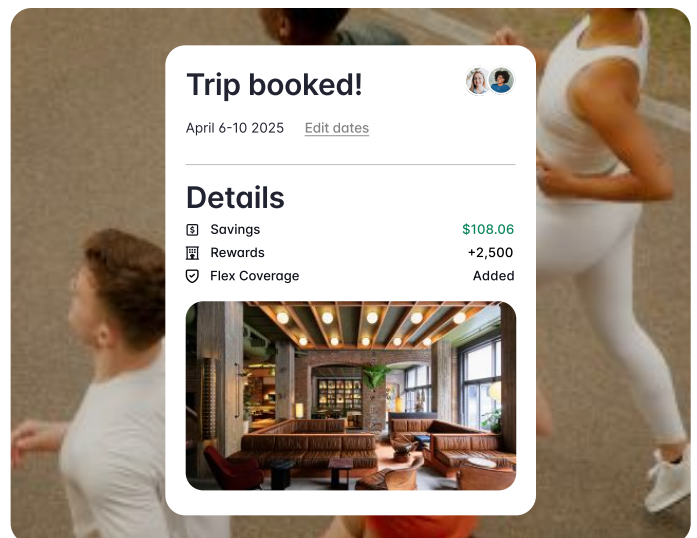 Trip booked!
April 6-10 2025 Edit dates
Details
Savings $108.06
Rewards +2,500
Flex Coverage Added